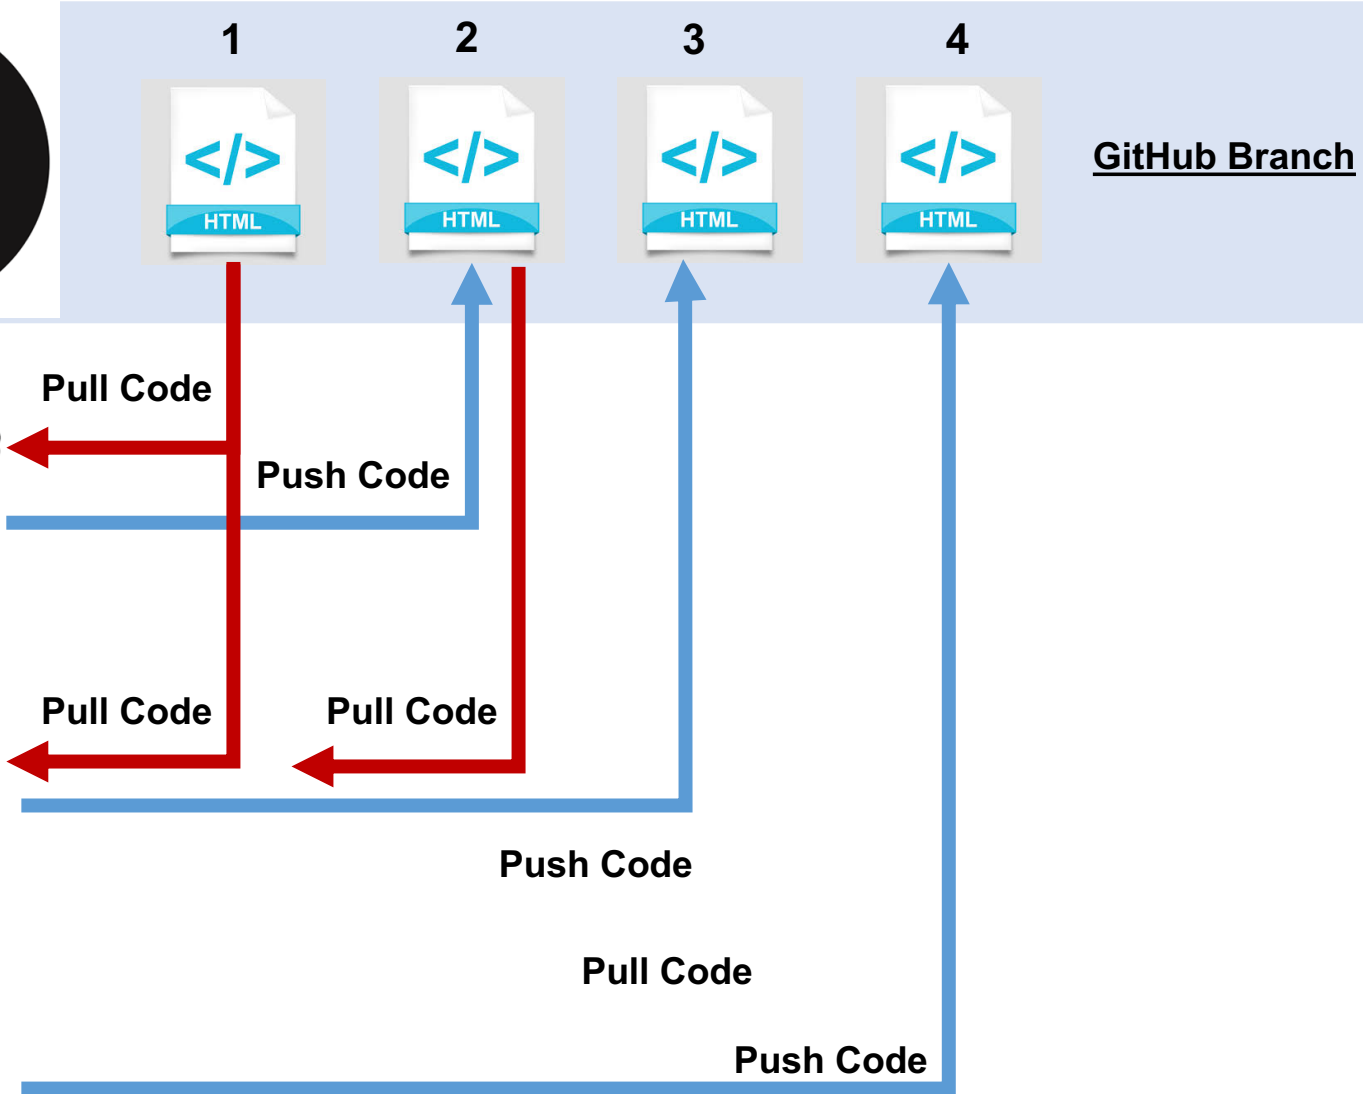 1 2 3 4
</>
HTML
</>
HTML
</>
HTML
</>
HTML
GitHub Branch
Pull Code
Push Code
Pull Code
Pull Code
Push Code
Pull Code
Push Code